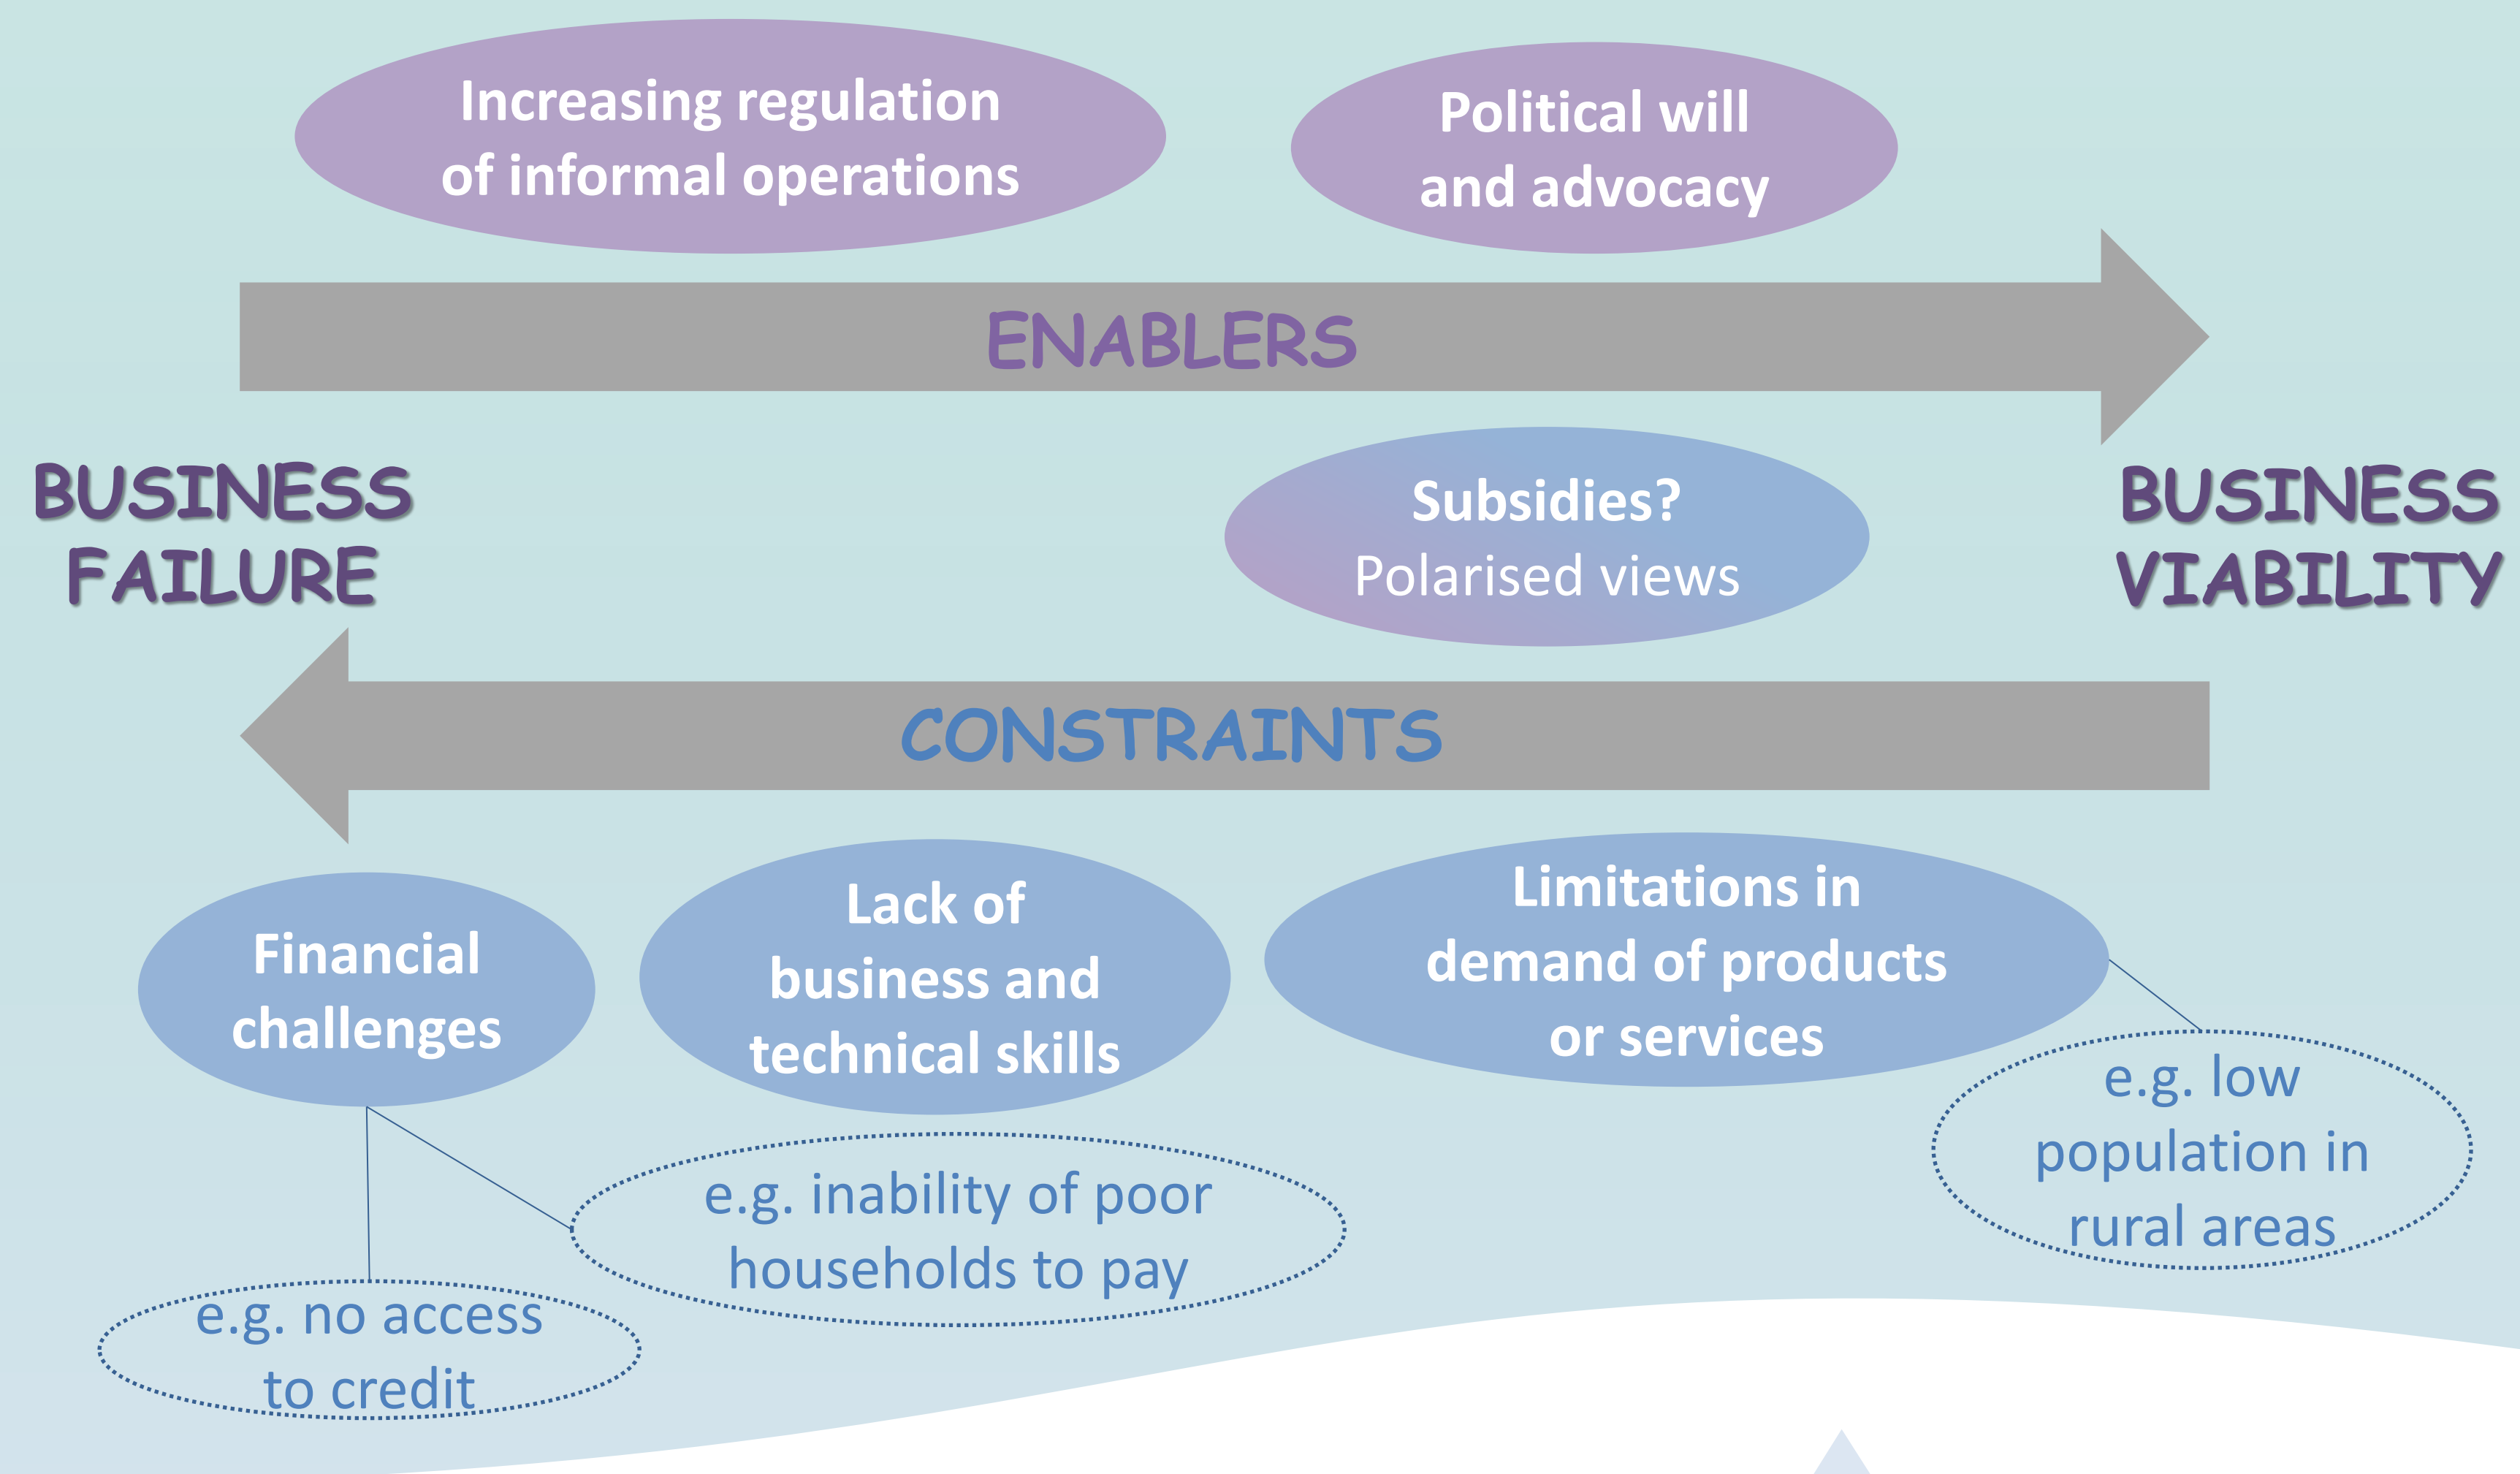 Increasing regulation
of informal operations
Political will
and advocacy
ENABLERS
BUSINESS
FAILURE
Subsidies?
Polarised views
BUSINESS
VIABILITY
CONSTRAINTS
Financial
challenges
Lack of
business and
technical skills
Limitations in
demand of products
or services
e.g. low
population in
rural areas
e.g. inability of poor
households to pay
e.g. no access
to credit